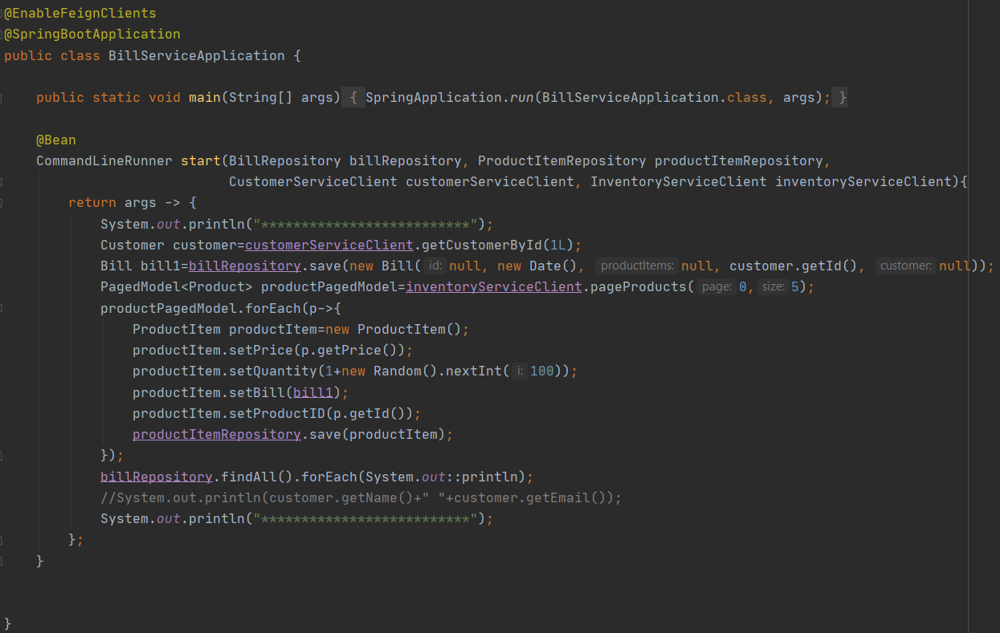 @EnableFeignClients
@SpringBootApplication
public class BillServiceApplication {
public static void main(String[] args) { SpringApplication.run(BillServiceApplication.class, args); }
@Bean
CommandLineRunner start(BillRepository billRepository, ProductItemRepository productItemRepository,
CustomerServiceClient customerServiceClient, InventoryServiceClient inventoryServiceClient){
return args -> {
System.out.println("**************************");
Customer customer=customerServiceClient.getCustomerById(1L);
Bill bill1=billRepository.save(new Bill( id: null, new Date(), productItems: null, customer.getId(), customer: null));
PagedModel<Product> productPagedModel=inventoryServiceClient.pageProducts( page: 0, size: 5);
productPagedModel.forEach(p->{
ProductItem productItem=new ProductItem();
productItem.setPrice(p.getPrice());
productItem.setQuantity(1+new Random().nextInt( i: 100));
productItem.setBill(bill1);
productItem.setProductID(p.getId());
productItemRepository.save(productItem);
});
billRepository.findAll().forEach(System.out::println);
//System.out.println(customer.getName()+" "+customer.getEmail());
System.out.println("**************************");
};
}
}